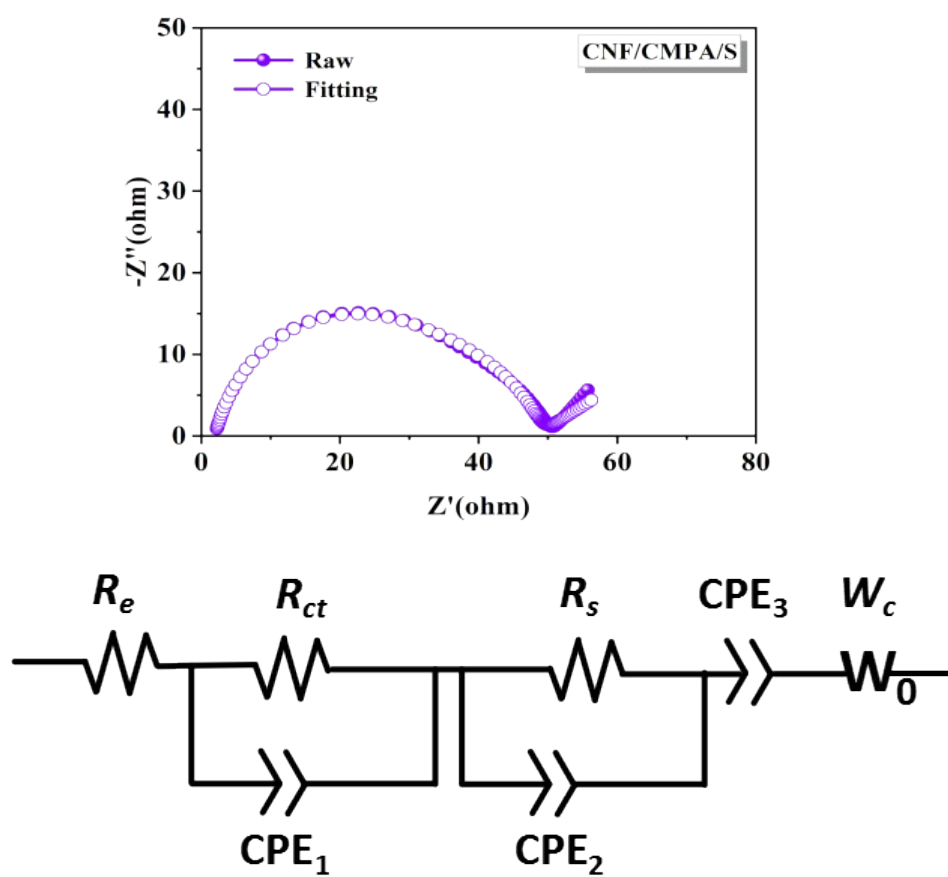 50
40
30
20
10
0
-Z''(ohm)
Raw
Fitting
CNF/CMPA/S
0 20 40 60 80
Z'(ohm)
Re Rct Rs CPE3 Wc
W0
CPE1 CPE2